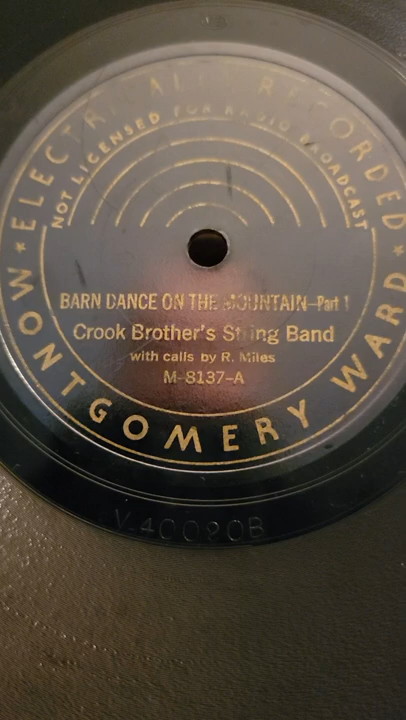 ELECTRICALLY RECORDED
NOT LICENSED FOR RADIO BROADCAST
BARN DANCE ON THE MOUNTAIN—Part 1
Crook Brother's String Band
with calls by R. Miles
M-8137-A
* MONTGOMERY WARD *
V 40020B